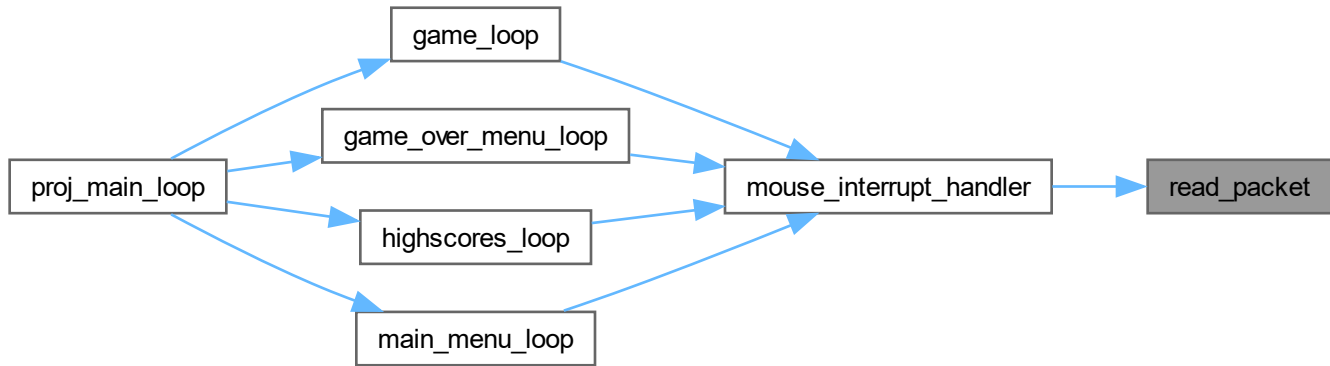 game_loop
game_over_menu_loop
proj_main_loop
mouse_interrupt_handler
read_packet
highscores_loop
main_menu_loop